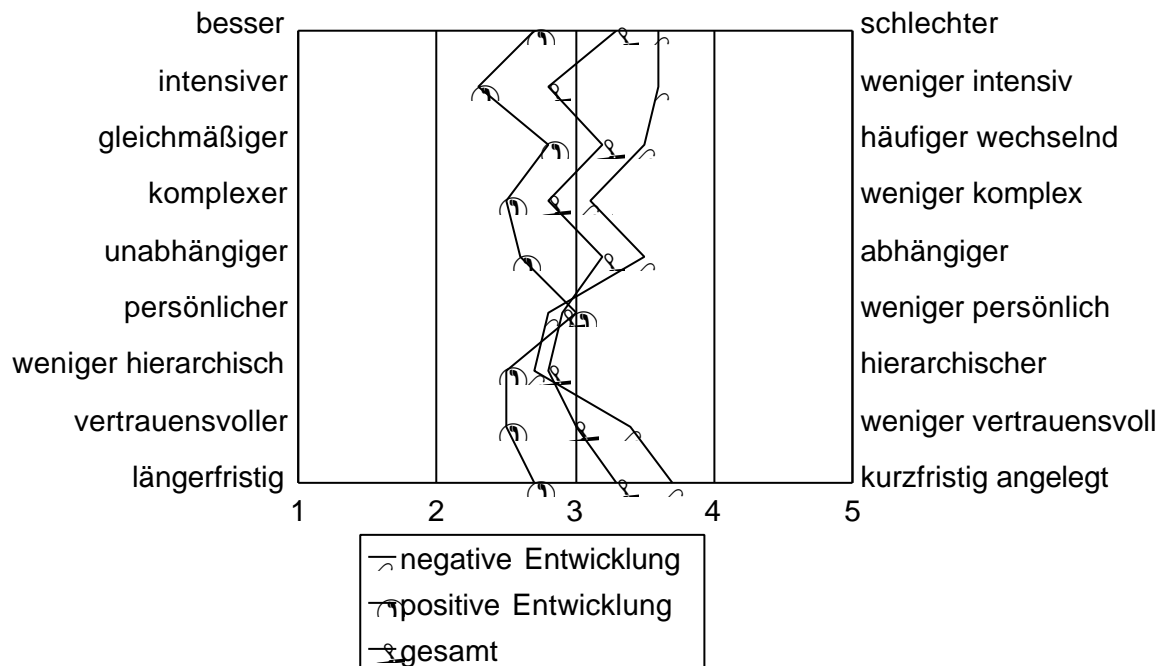 besser schlechter
intensiver weniger intensiv
gleichmäßiger häufiger wechselnd
komplexer weniger komplex
unabhängiger abhängiger
persönlicher weniger persönlich
weniger hierarchisch hierarchischer
vertrauensvoller weniger vertrauensvoll
längerfristig kurzfristig angelegt
1 2 3 4 5
negative Entwicklung
positive Entwicklung
gesamt